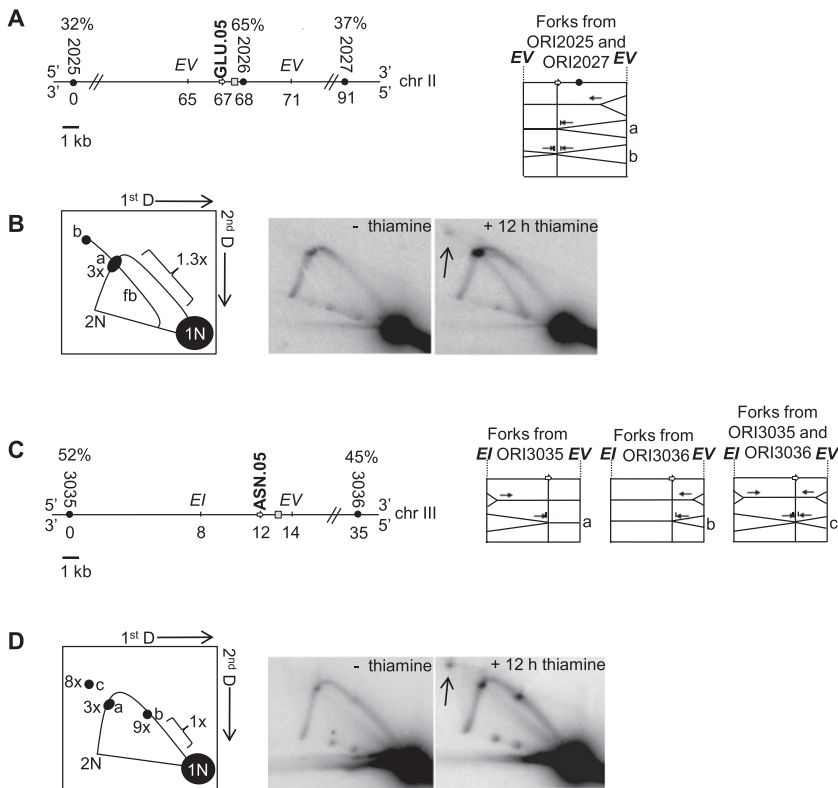 A
32%
65%
37%
2025
EV
GLU.05
2026
EV
2027
5’
3’
chr II
3’
5’
0
65
67
68
71
91
1 kb
Forks from
ORI2025 and
EV ORI2027 EV
a
b
B
1st D
2nd D
b
a
3x
1.3x
fb
2N
1N
- thiamine
+ 12 h thiamine
C
52%
45%
3035
EI
ASN.05
EV
3036
5’
3’
chr III
3’
5’
0
8
12
14
35
1 kb
Forks from
EI ORI3035 EV
a
Forks from
EI ORI3036 EV
b
Forks from
ORI3035 and
EI ORI3036 EV
c
D
1st D
2nd D
8x c
3x a
b
9x
1x
2N
1N
- thiamine
+ 12 h thiamine